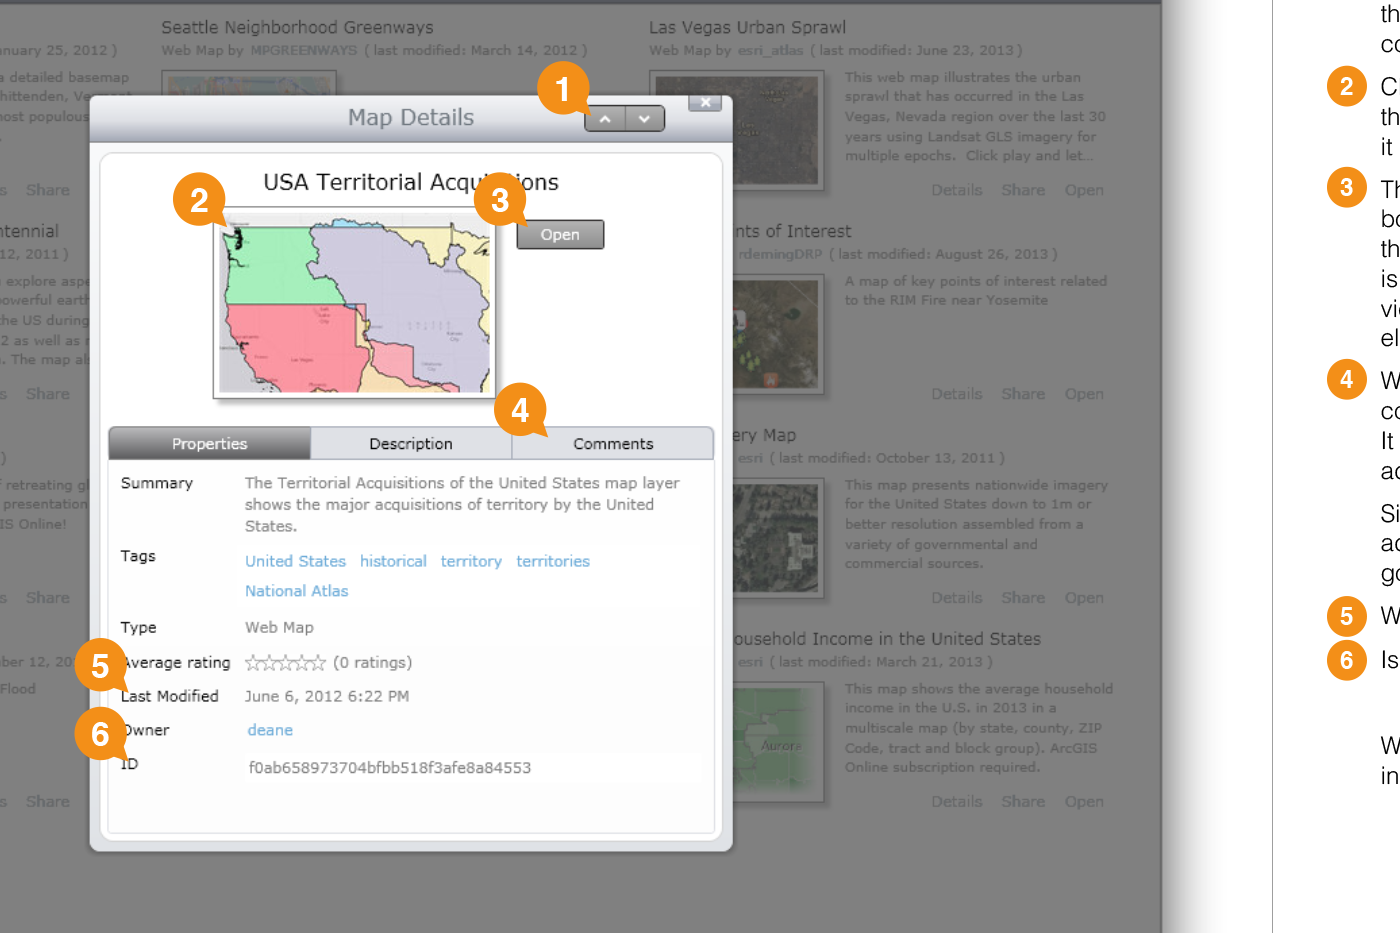 Seattle Neighborhood Greenways
Web Map by MPGREENWAYS ( last modified: March 14, 2012 )
Las Vegas Urban Sprawl
Web Map by esri_atlas ( last modified: June 23, 2013 )
This web map illustrates the urban
sprawl that has occurred in the Las
Vegas, Nevada region over the last 30
years using Landsat GLS imagery for
multiple epochs. Click play and let...
Details Share Open
nuary 25, 2012 )
a detailed basemap
hittenden, Vermont
most populous
Share
ntennial
12, 2011 )
explore aspe
powerful earth
the US during
2 as well as
. The map al
Share
)
f retreating gl
presentation
IS Online!
Share
ber 12, 20
Flood
Share
nts of Interest
rdemingDRP ( last modified: August 26, 2013 )
A map of key points of interest related
to the RIM Fire near Yosemite
Details Share Open
ery Map
esri ( last modified: October 13, 2011 )
This map presents nationwide imagery
for the United States down to 1m or
better resolution assembled from a
variety of governmental and
commercial sources.
Details Share Open
ousehold Income in the United States
esri ( last modified: March 21, 2013 )
This map shows the average household
income in the U.S. in 2013 in a
multiscale map (by state, county, ZIP
Code, tract and block group). ArcGIS
Online subscription required.
Aurora
Details Share Open
Map Details
1
USA Territorial Acqu ons
2
3
Open
4
Properties Description Comments
Summary The Territorial Acquisitions of the United States map layer
shows the major acquisitions of territory by the United
States.
Tags United States historical territory territories
National Atlas
Type Web Map
5
Average rating (0 ratings)
Last Modified June 6, 2012 6:22 PM
6
Owner deane
ID f0ab658973704bfbb518f3afe8a84553
th
co
2 C
th
it
3 Th
bo
th
is
vi
el
4 W
co
It
ac
Si
ac
go
5 W
6 Is
W
in